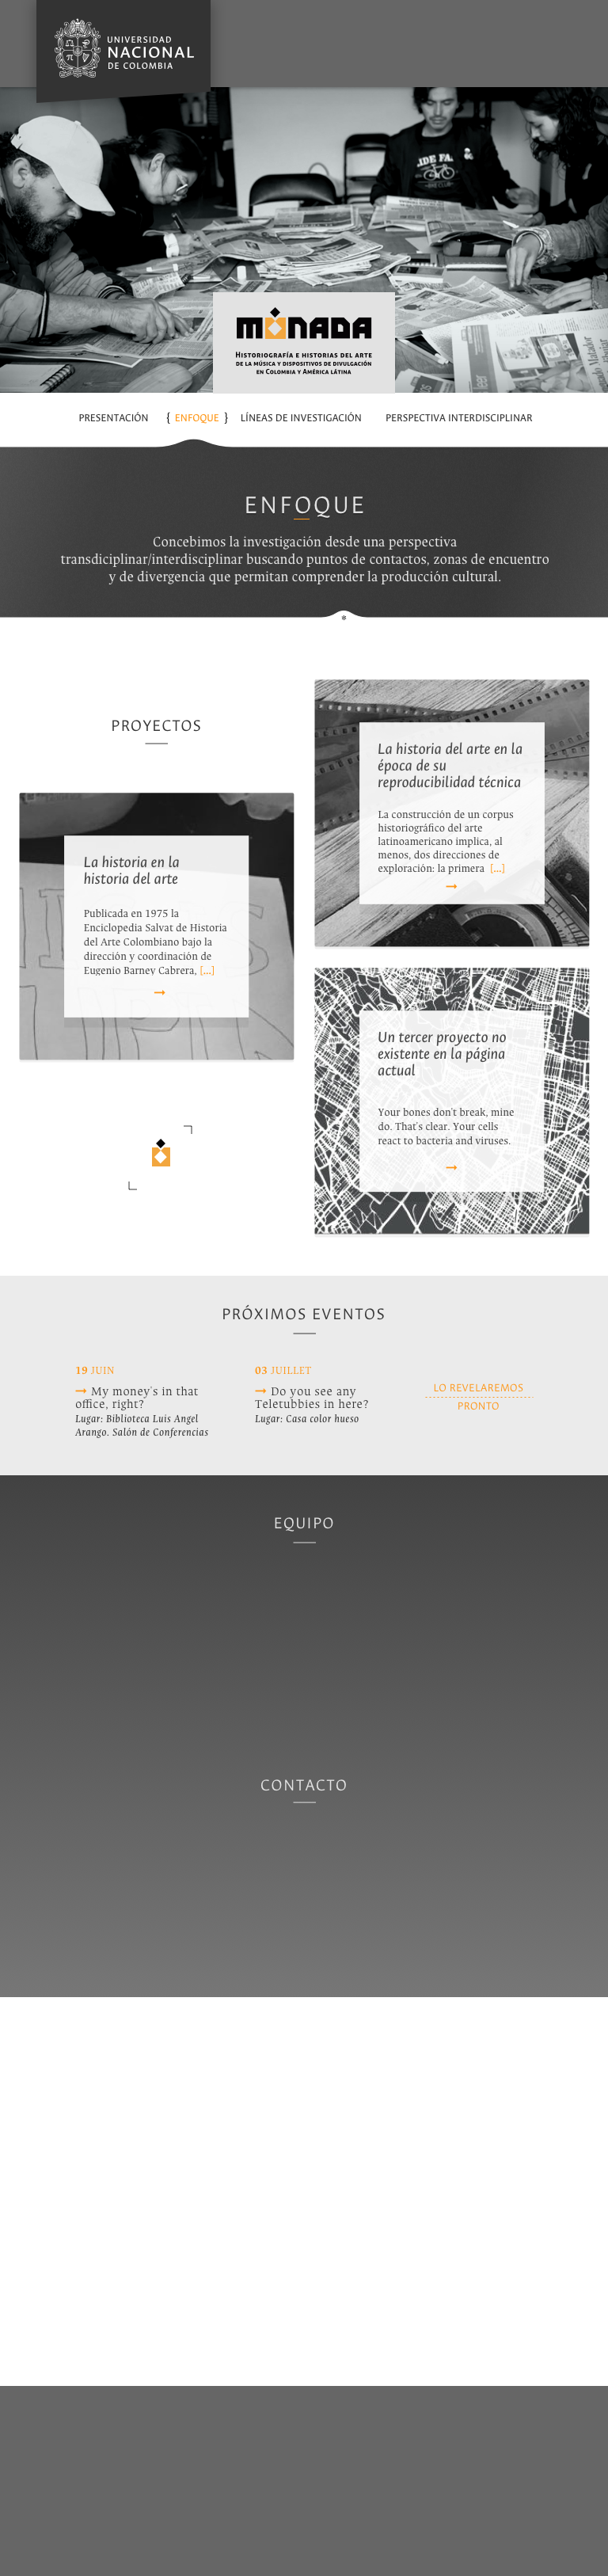 UNIVERSIDAD
NACIONAL
DE COLOMBIA
IDE FA.
MÓNADA
Historiografía e historias del arte
de la música y dispositivos de divulgación
en Colombia y América Látina
PRESENTACIÓN { ENFOQUE } LÍNEAS DE INVESTIGACIÓN PERSPECTIVA INTERDISCIPLINAR
ENFOQUE
Concebimos la investigación desde una perspectiva
transdiciplinar/interdisciplinar buscando puntos de contactos, zonas de encuentro
y de divergencia que permitan comprender la producción cultural.
PROYECTOS
La historia en la
historia del arte
Publicada en 1975 la
Enciclopedia Salvat de Historia
del Arte Colombiano bajo la
dirección y coordinación de
Eugenio Barney Cabrera, [...]
La historia del arte en la
época de su
reproducibilidad técnica
La construcción de un corpus
historiográfico del arte
latinoamericano implica, al
menos, dos direcciones de
exploración: la primera [...]
Un tercer proyecto no
existente en la página
actual
Your bones don't break, mine
do. That's clear. Your cells
react to bacteria and viruses.
PRÓXIMOS EVENTOS
19 JUIN
My money's in that
office, right?
Lugar: Biblioteca Luis Angel
Arango. Salón de Conferencias
03 JUILLET
Do you see any
Teletubbies in here?
Lugar: Casa color hueso
LO REVELAREMOS
PRONTO
EQUIPO
CONTACTO